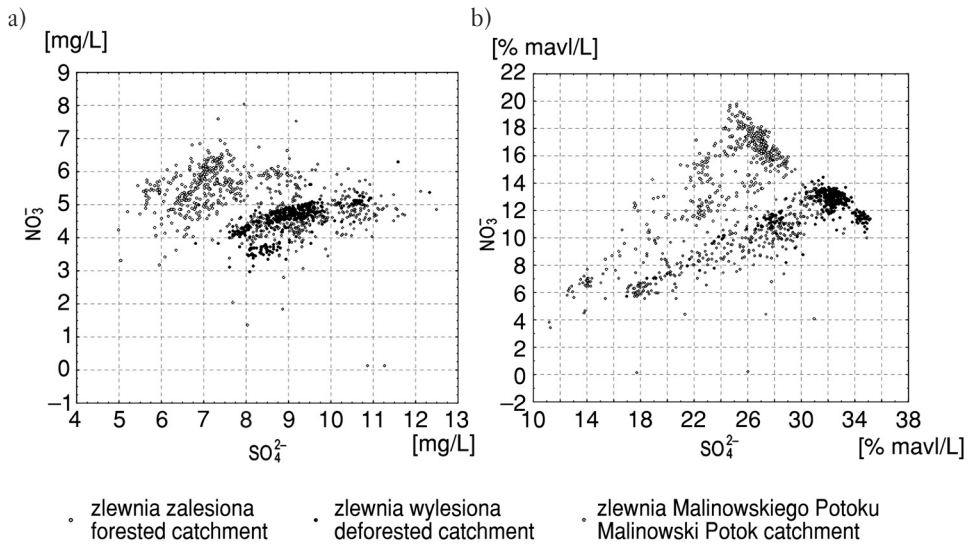 a)
[mg/L]
9
8
7
6
5
4
3
2
1
0
−1
NO₃⁻
4 5 6 7 8 9 10 11 12 13
SO₄²⁻
[mg/L]
b)
[% mavl/L]
22
20
18
16
14
12
10
8
6
4
2
0
−2
NO₃⁻
10 14 18 22 26 30 34 38
SO₄²⁻
[% mavl/L]
zlewnia zalesiona
forested catchment
zlewnia wylesiona
deforested catchment
zlewnia Malinowskiego Potoku
Malinowski Potok catchment